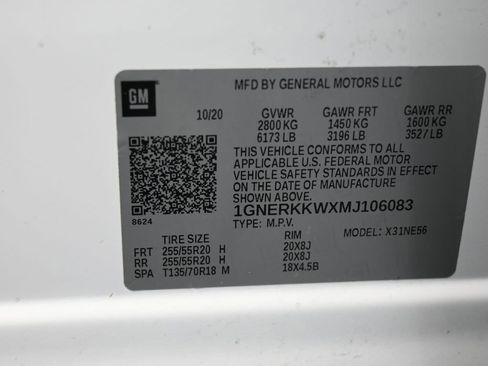 GM
MFD BY GENERAL MOTORS LLC
10/20 GVWR GAWR FRT GAWR RR
2800 KG 1450 KG 1600 KG
6173 LB 3196 LB 3527 LB
THIS VEHICLE CONFORMS TO ALL
APPLICABLE U.S. FEDERAL MOTOR
VEHICLE SAFETY STANDARDS IN EFFECT
ON THE DATE OF MANUFACTURE
SHOWN ABOVE.
1GNERKKWXMJ106083
8624
TYPE: M.P.V. MODEL: X31NE56
TIRE SIZE RIM
FRT 255/55R20 H 20X8J
RR 255/55R20 H 20X8J
SPA T135/70R18 M 18X4.5B